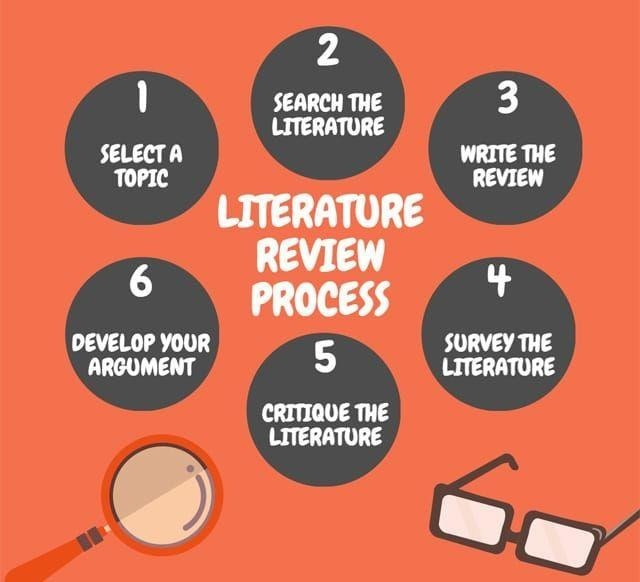 1
SELECT A
TOPIC
2
SEARCH THE
LITERATURE
3
WRITE THE
REVIEW
LITERATURE
REVIEW
PROCESS
6
DEVELOP YOUR
ARGUMENT
5
CRITIQUE THE
LITERATURE
4
SURVEY THE
LITERATURE